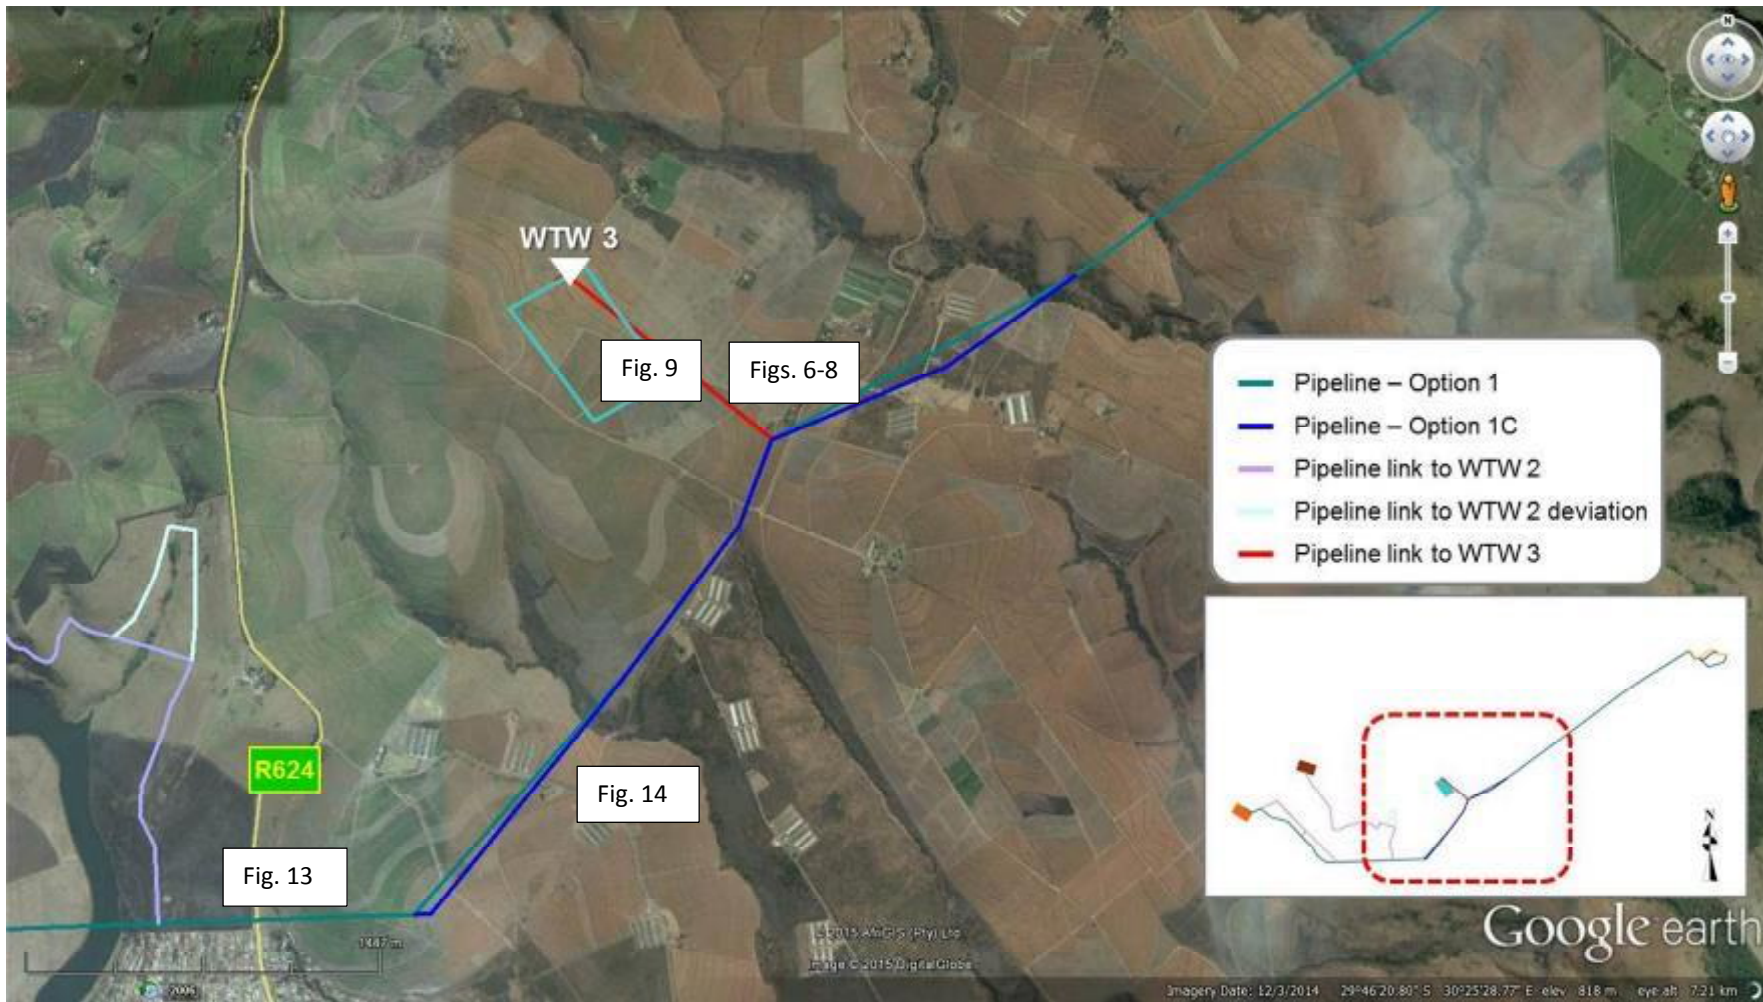 N
WTW 3
Fig. 9
Figs. 6-8
Pipeline – Option 1
Pipeline – Option 1C
Pipeline link to WTW 2
Pipeline link to WTW 2 deviation
Pipeline link to WTW 3
R624
Fig. 14
Fig. 13
N
1447 m
© 2015 AfriGIS (Pty) Ltd.
Image © 2015 DigitalGlobe
Google earth
2006
Imagery Date: 12/3/2014 29°46'20.80" S 30°25'28.77" E elev 818 m eye alt 7.21 km